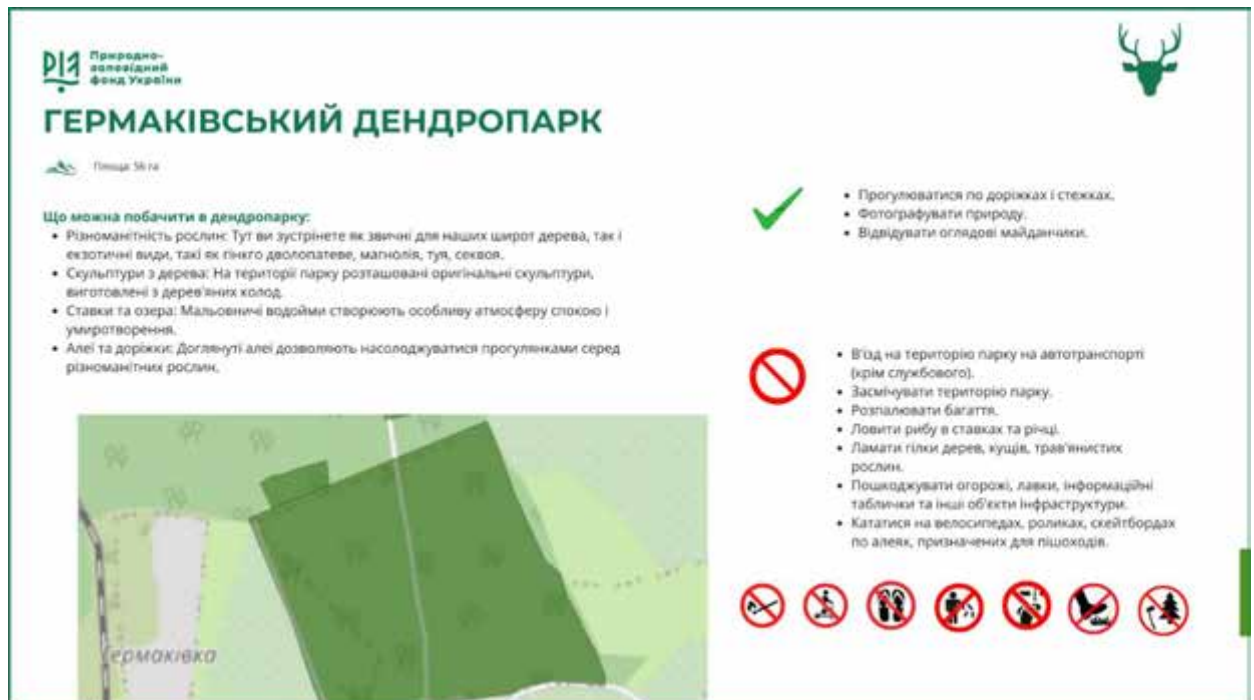 Природно-
заповідний
фонд України
ГЕРМАКІВСЬКИЙ ДЕНДРОПАРК
Площа: 56 га
Що можна побачити в дендропарку:
• Різноманітність рослин: Тут ви зустрінете як звичні для наших широт дерева, так і
екзотичні види, такі як гінкго дволопатеве, магнолія, туя, секвоя.
• Скульптури з дерева: На території парку розташовані оригінальні скульптури,
виготовлені з дерев'яних колод.
• Ставки та озера: Мальовничі водойми створюють особливу атмосферу спокою і
умиротворення.
• Алеї та доріжки: Доглянуті алеї дозволяють насолоджуватися прогулянками серед
різноманітних рослин.
Гермаківка
• Прогулюватися по доріжках і стежках.
• Фотографувати природу.
• Відвідувати оглядові майданчики.
• В'їзд на територію парку на автотранспорті
(крім службового).
• Засмічувати територію парку.
• Розпалювати багаття.
• Ловити рибу в ставках та річці.
• Ламати гілки дерев, кущів, трав'янистих
рослин.
• Пошкоджувати огорожі, лавки, інформаційні
таблички та інші об'єкти інфраструктури.
• Кататися на велосипедах, роликах, скейтбордах
по алеях, призначених для пішоходів.